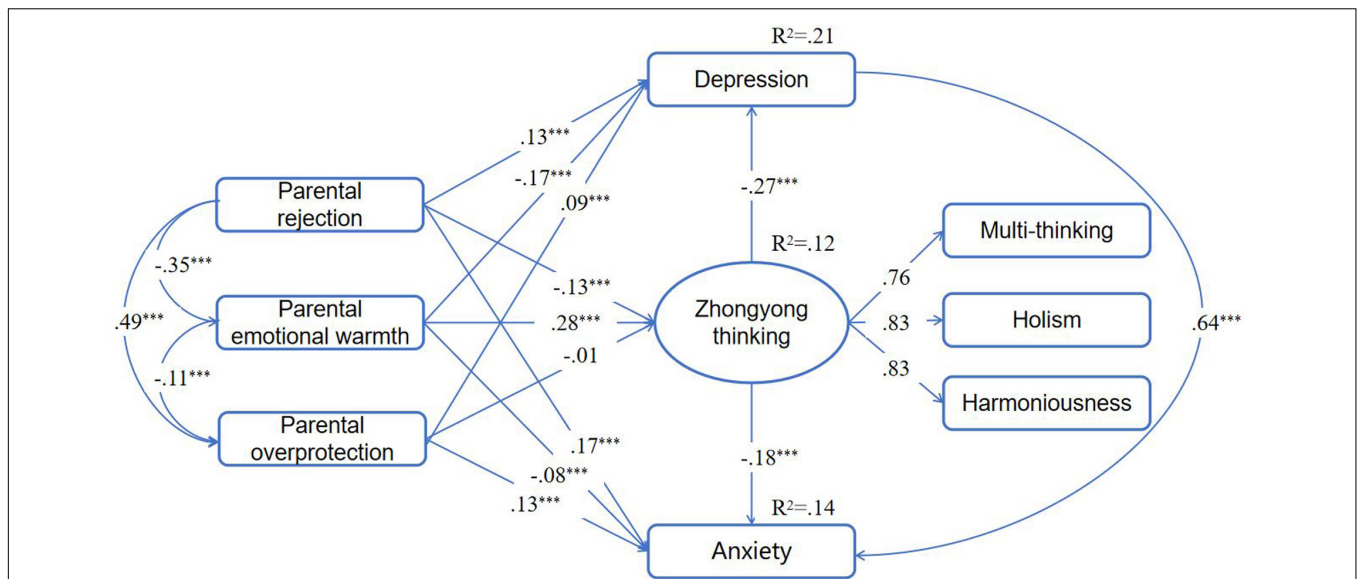 R²=.21
Depression
.13***
-.17***
.09***
-.27***
Parental
rejection
Multi-thinking
R²=.12
-.35***
-.13***
.76
Parental
emotional warmth
.28***
Zhongyong
thinking
.83
Holism
.49***
.64***
-.01
-.11***
.83
Harmoniousness
Parental
overprotection
.17***
-.18***
-.08***
.13***
R²=.14
Anxiety